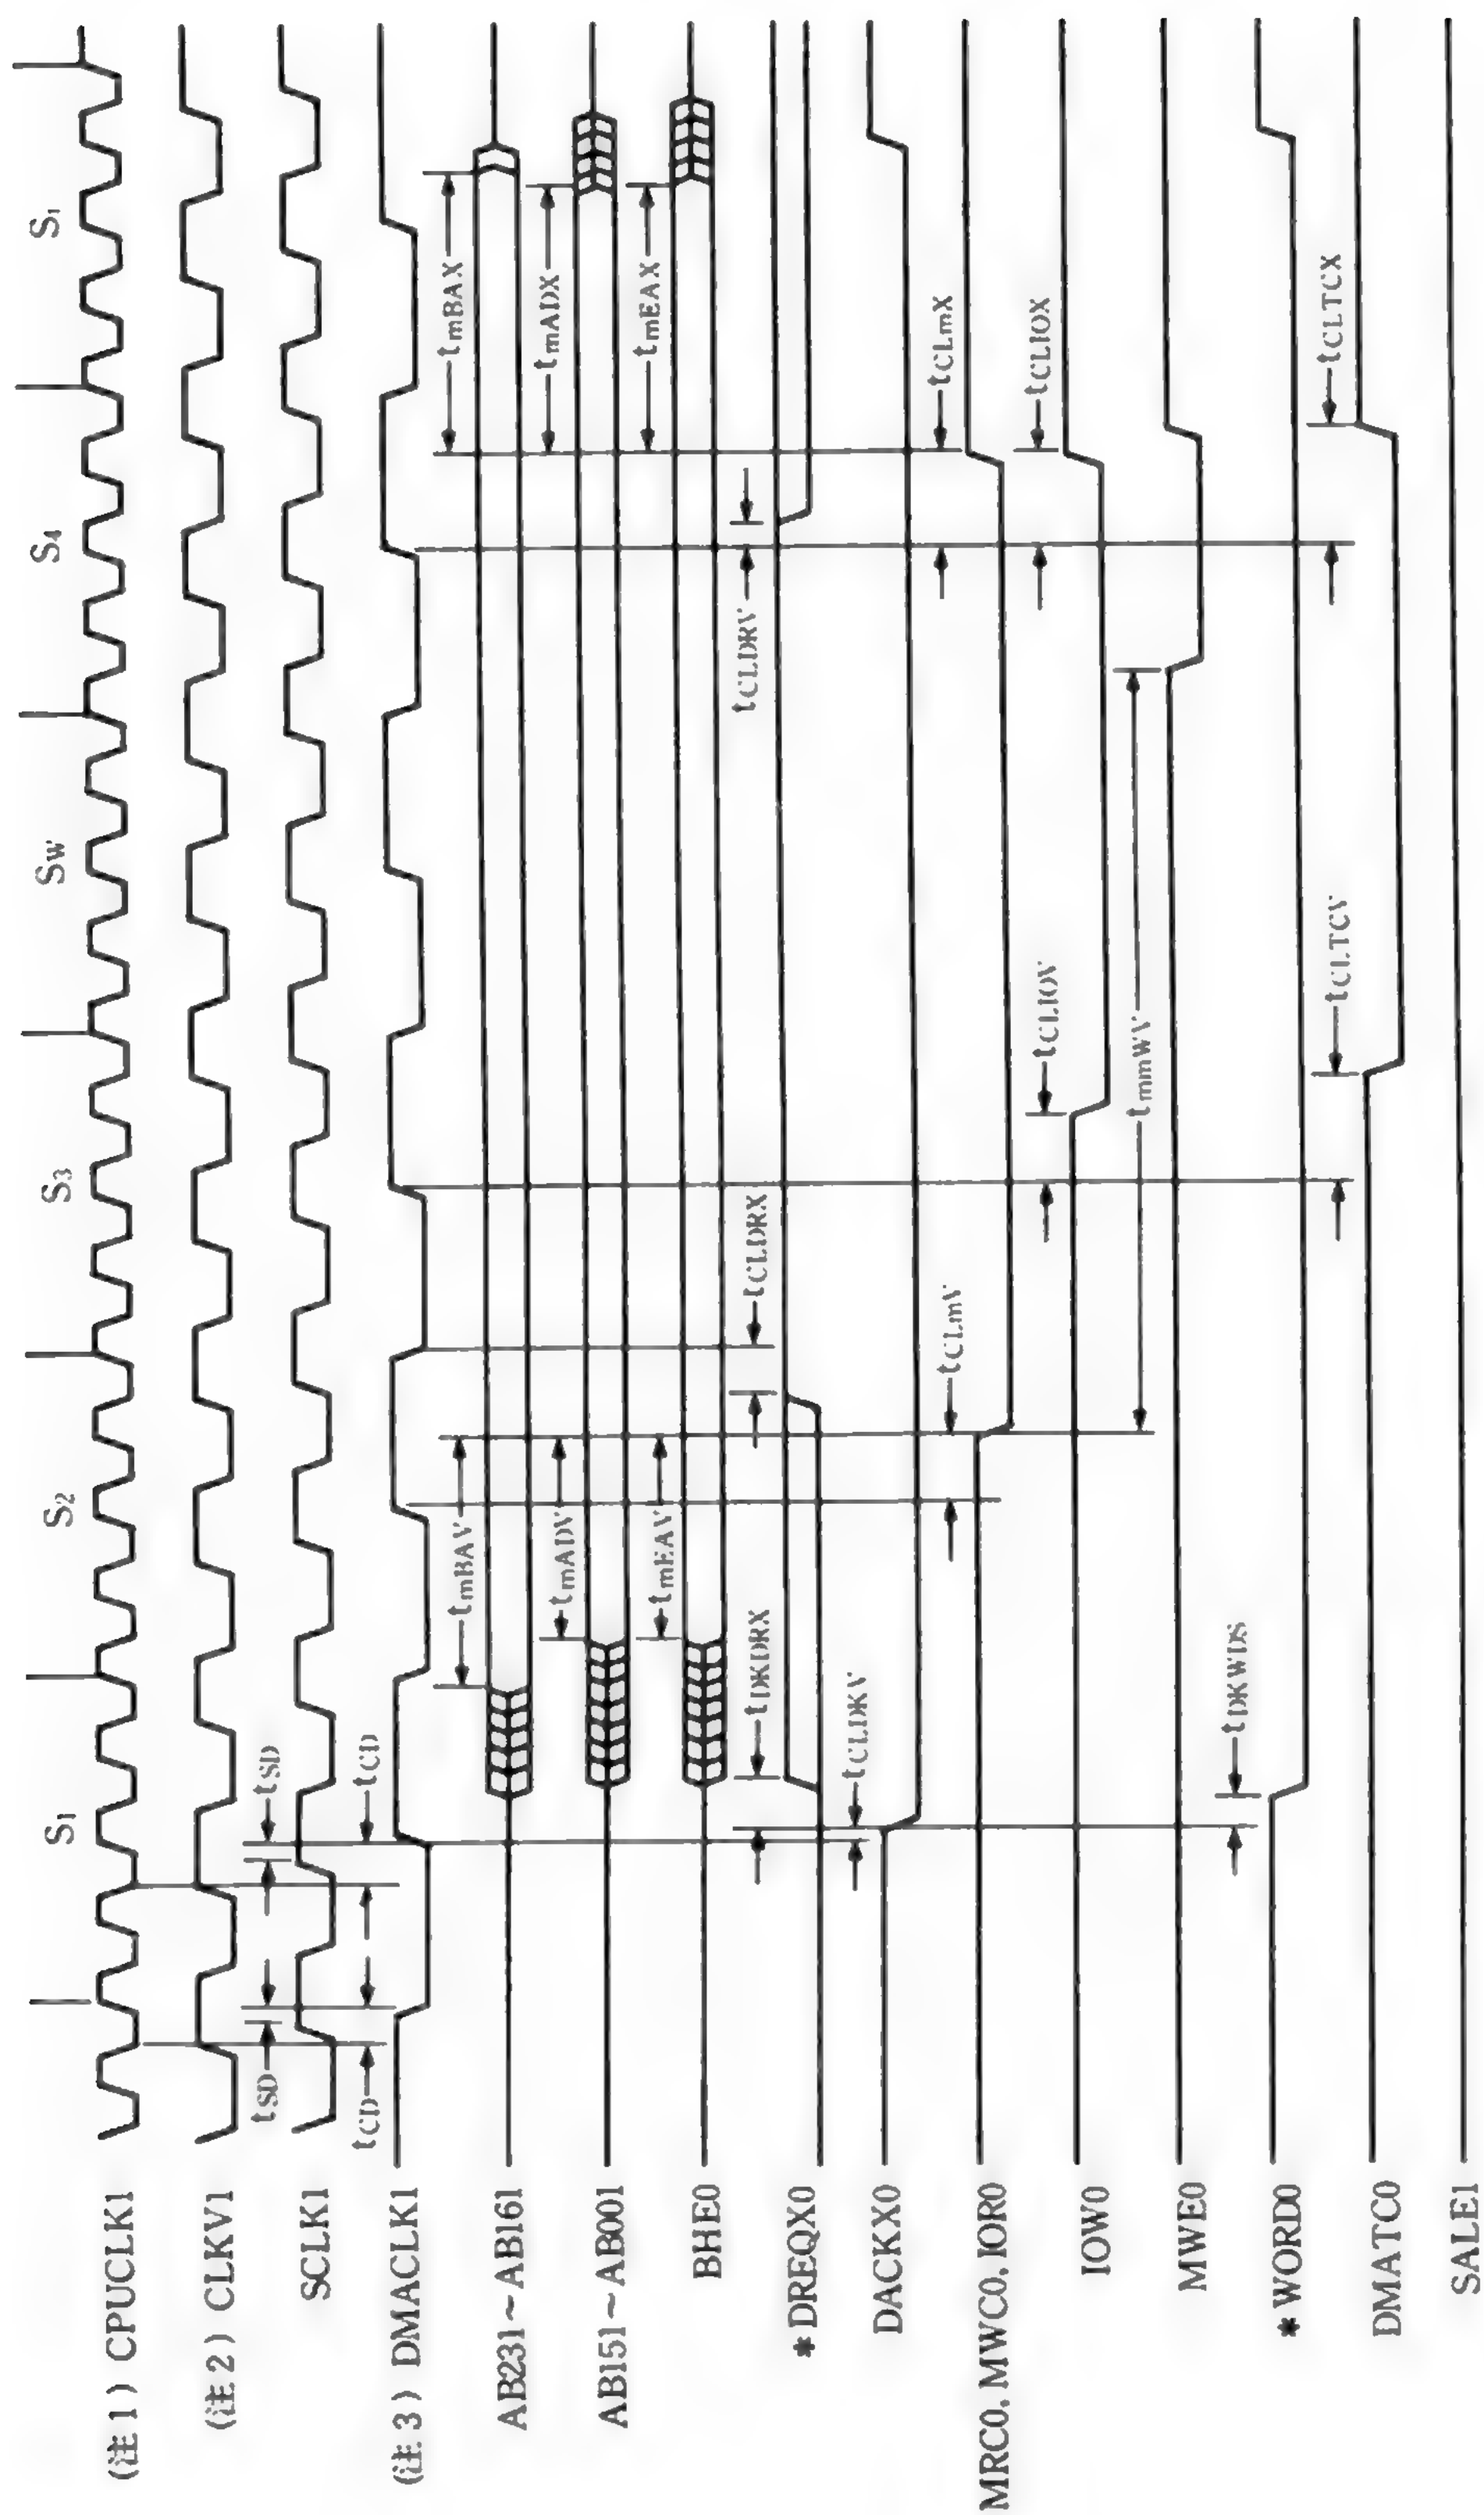 S1 S2 S3 SW S4 S1
(注1) CPUCLK1
(注2) CLKV1
tSD tSD
SCLK1
tCD tCD
(注3) DMACLK1
tmBAV tmBAX
AB231~AB161
tmADV tmADX
AB151~AB001
tmEAV tmEAX
BHE0
tDKDRX tCLDRX tCLDRV
*DREQX0
tCLDKV
DACKX0
tCLmV tCLmX
MRC0, MWC0, IOR0
tCLIOV tCLIOX
IOW0
tmmWV
MWE0
tDKWDS
*WORD0
tCLTCV tCLTCX
DMATC0
SALE1